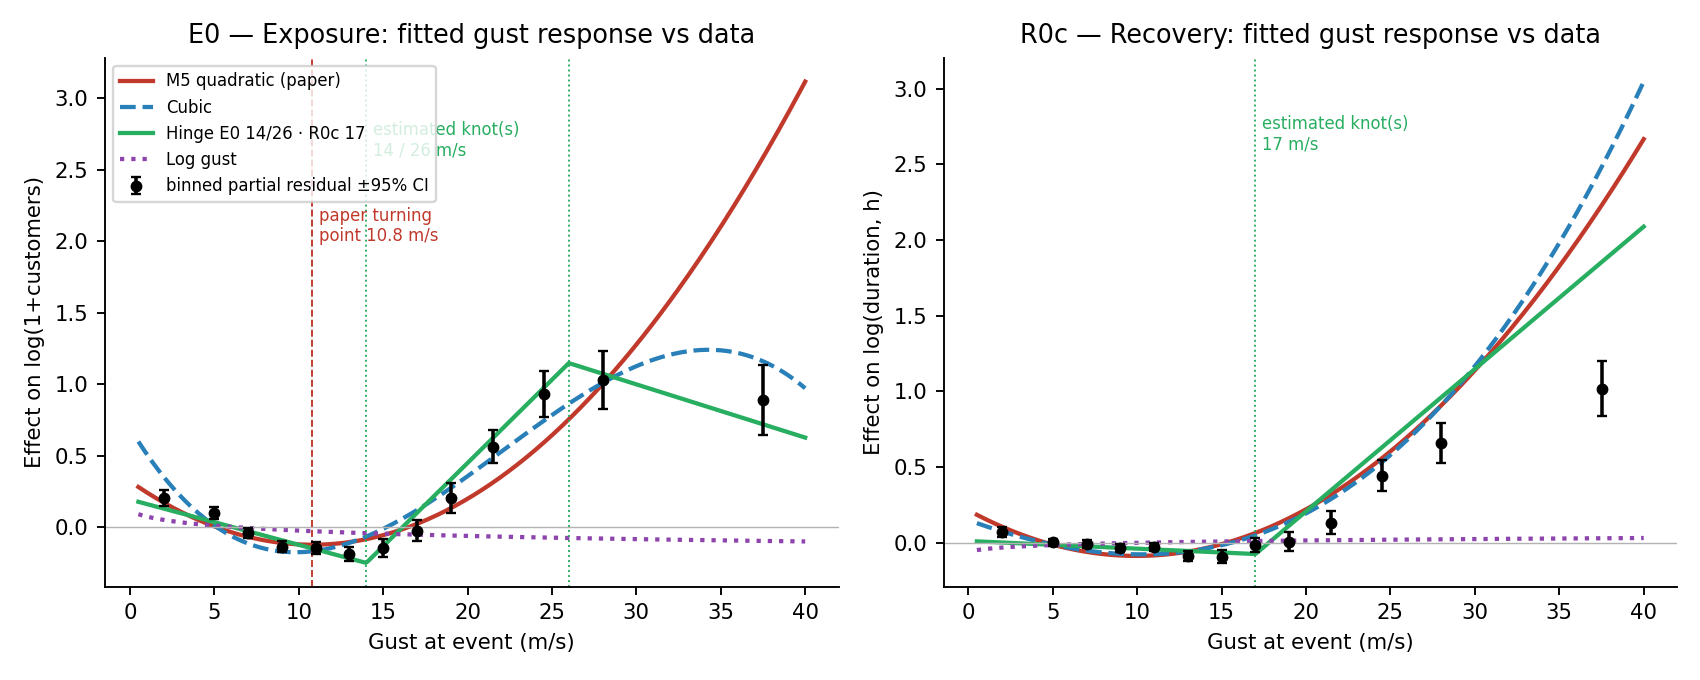 E0 — Exposure: fitted gust response vs data
M5 quadratic (paper)
Cubic
Hinge E0 14/26 · R0c 17
Log gust
binned partial residual ±95% CI
estimated knot(s)
14 / 26 m/s
paper turning
point 10.8 m/s
Effect on log(1+customers)
3.0
2.5
2.0
1.5
1.0
0.5
0.0
0 5 10 15 20 25 30 35 40
Gust at event (m/s)
R0c — Recovery: fitted gust response vs data
estimated knot(s)
17 m/s
Effect on log(duration, h)
3.0
2.5
2.0
1.5
1.0
0.5
0.0
0 5 10 15 20 25 30 35 40
Gust at event (m/s)